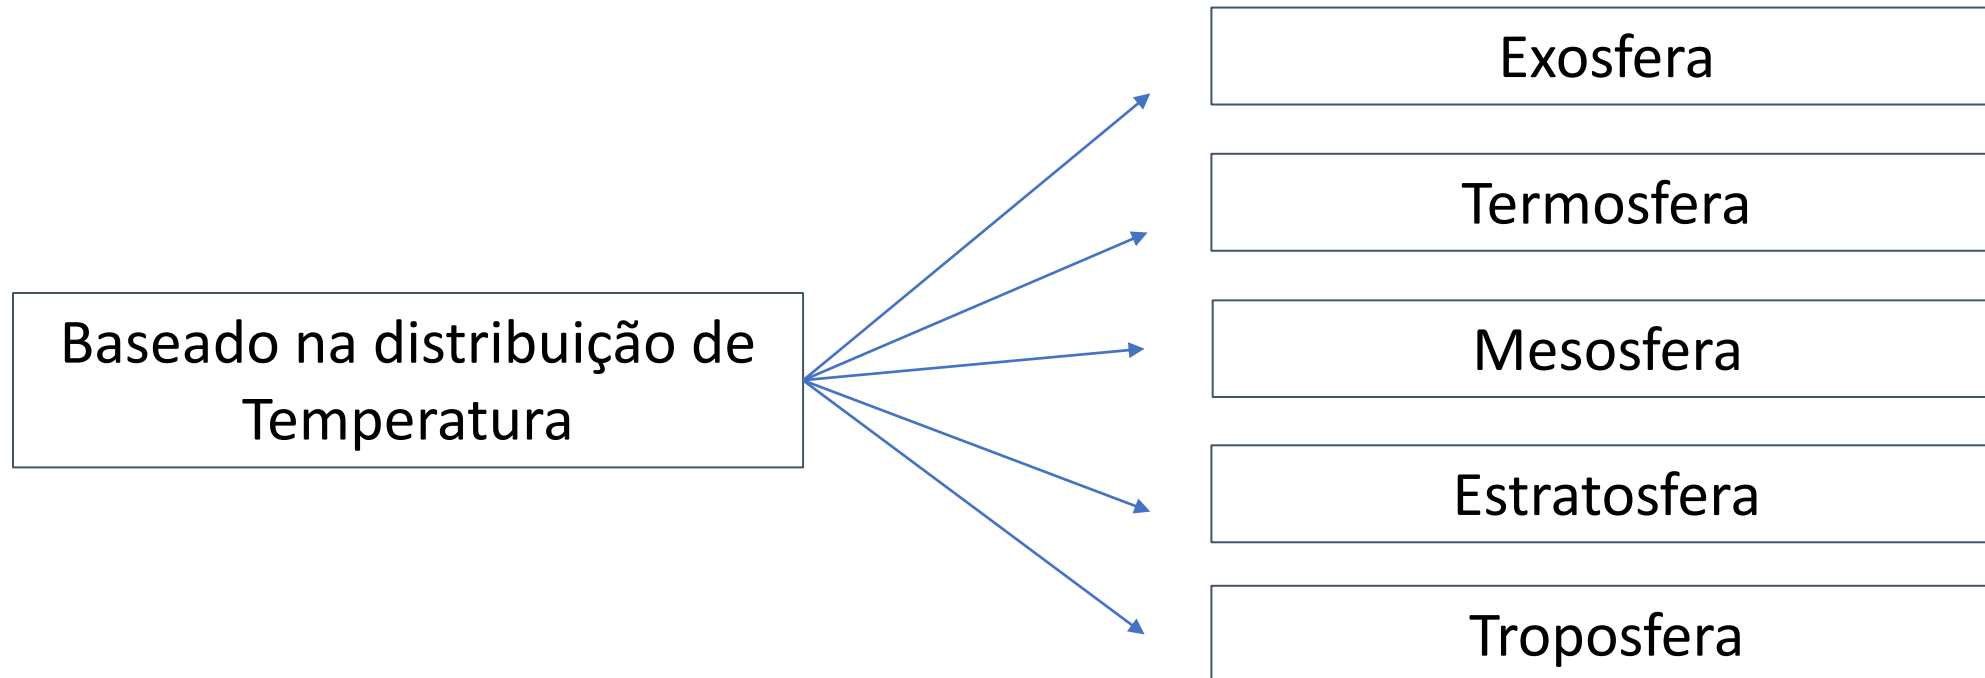 Exosfera
Termosfera
Baseado na distribuição de
Temperatura
Mesosfera
Estratosfera
Troposfera